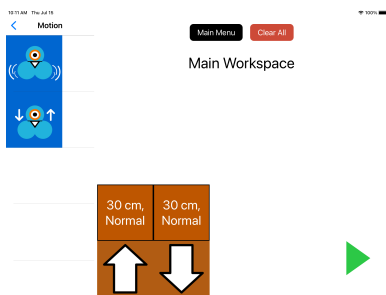 10:11 AM Thu Jul 15
100%
Motion
Main Menu
Clear All
Main Workspace
30 cm,
Normal
30 cm,
Normal